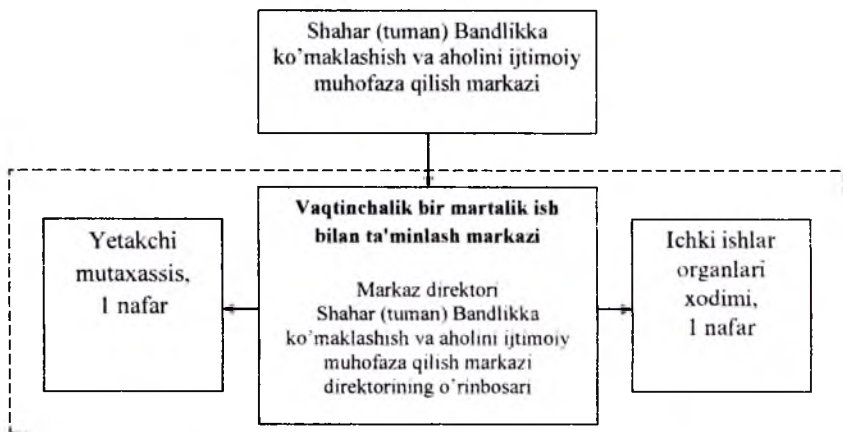 Shahar (tuman) Bandlikka
ko’maklashish va aholini ijtimoiy
muhofaza qilish markazi
Yetakchi
mutaxassis,
1 nafar
Vaqtinchalik bir martalik ish
bilan ta'minlash markazi
Markaz direktori
Shahar (tuman) Bandlikka
ko’maklashish va aholini ijtimoiy
muhofaza qilish markazi
direktorining o’rinbosari
Ichki ishlar
organlari
xodimi,
1 nafar